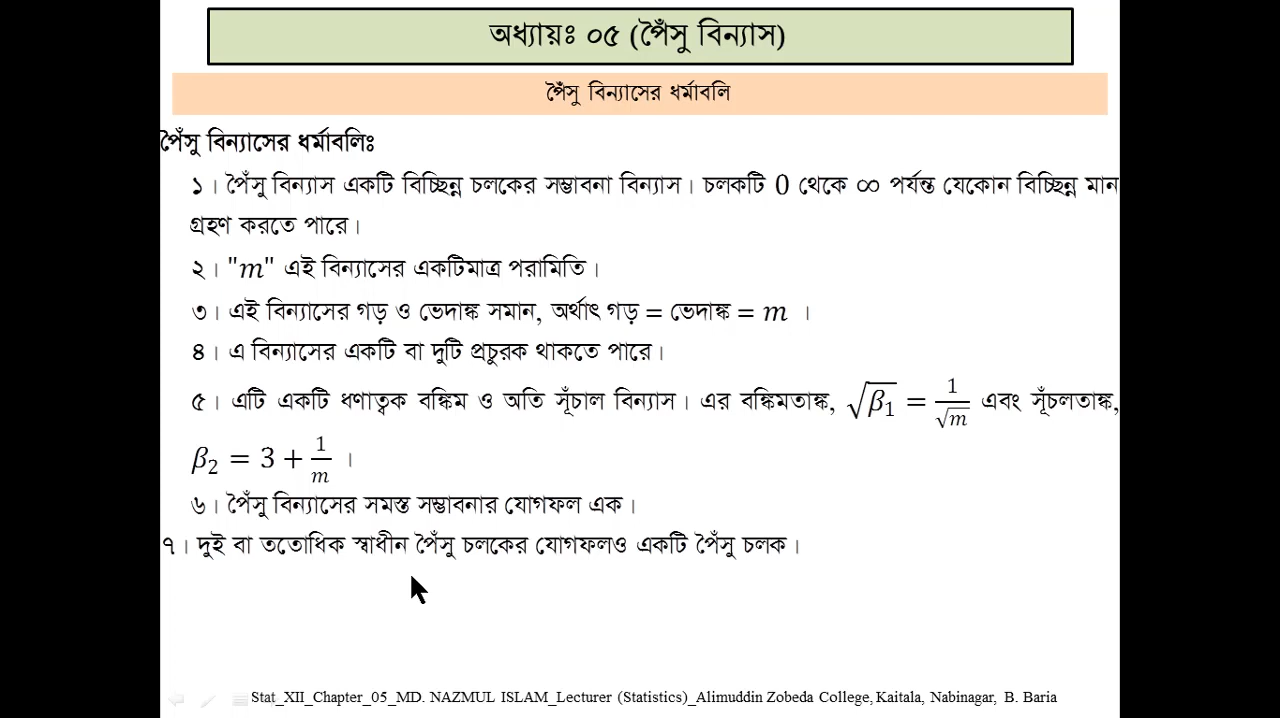 অধ্যায়ঃ ০৫ (পৈঁসু বিন্যাস)
পৈঁসু বিন্যাসের ধর্মাবলি
পৈঁসু বিন্যাসের ধর্মাবলিঃ
১। পৈঁসু বিন্যাস একটি বিচ্ছিন্ন চলকের সম্ভাবনা বিন্যাস। চলকটি 0 থেকে ∞ পর্যন্ত যেকোন বিচ্ছিন্ন মান
গ্রহণ করতে পারে।
২। "m" এই বিন্যাসের একটিমাত্র পরামিতি।
৩। এই বিন্যাসের গড় ও ভেদাঙ্ক সমান, অর্থাৎ গড় = ভেদাঙ্ক = m ।
৪। এ বিন্যাসের একটি বা দুটি প্রচুরক থাকতে পারে।
৫। এটি একটি ধণাত্বক বঙ্কিম ও অতি সূঁচাল বিন্যাস। এর বঙ্কিমতাঙ্ক, √β₁ = 1/√m এবং সূঁচলতাঙ্ক,
β₂ = 3 + 1/m ।
৬। পৈঁসু বিন্যাসের সমস্ত সম্ভাবনার যোগফল এক।
৭। দুই বা ততোধিক স্বাধীন পৈঁসু চলকের যোগফলও একটি পৈঁসু চলক।
Stat_XII_Chapter_05_MD. NAZMUL ISLAM_Lecturer (Statistics)_Alimuddin Zobeda College, Kaitala, Nabinagar, B. Baria